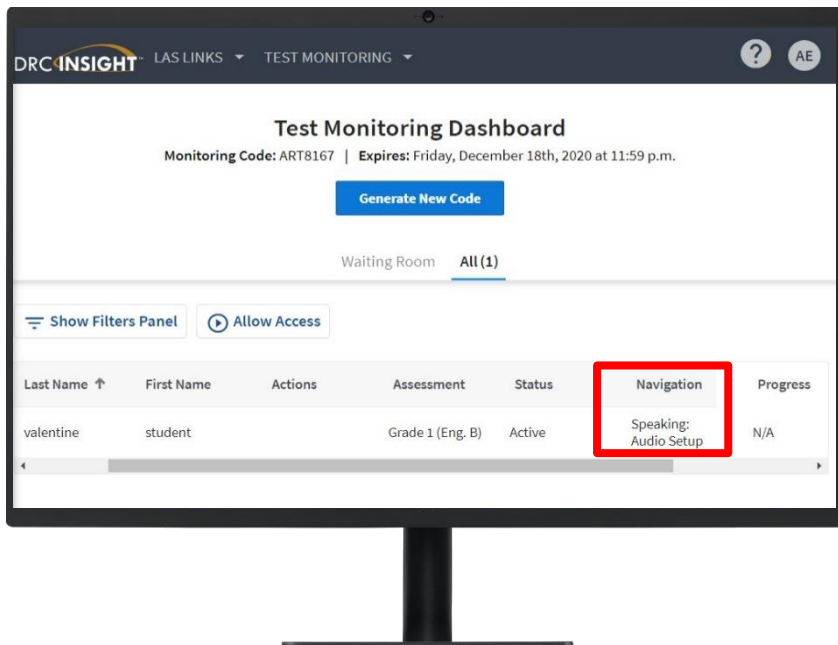 DRC INSIGHT™ LAS LINKS TEST MONITORING ? AE
Test Monitoring Dashboard
Monitoring Code: ART8167 | Expires: Friday, December 18th, 2020 at 11:59 p.m.
Generate New Code
Waiting Room All (1)
Show Filters Panel Allow Access
Last Name ↑ First Name Actions Assessment Status Navigation Progress
valentine student Grade 1 (Eng. B) Active Speaking: N/A
Audio Setup